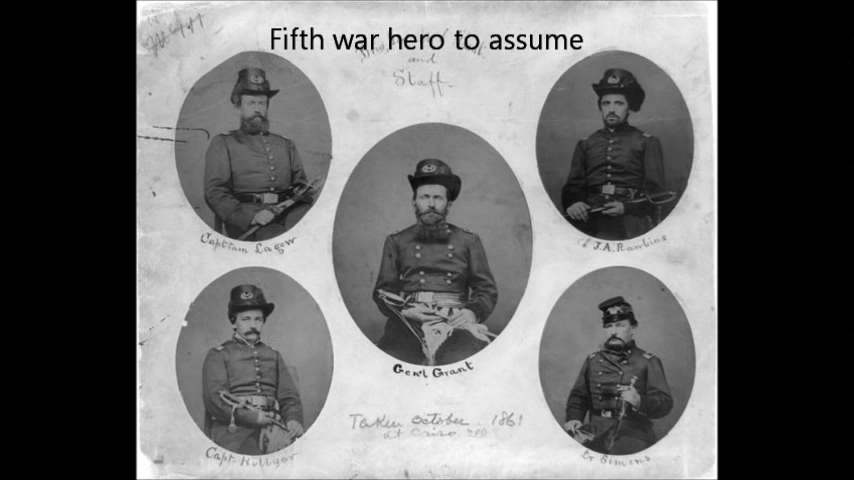 Fifth war hero to assume
and
Staff
Captain Lagow
J.A. Rawlins
Gen'l Grant
Capt. Hillyer
Dr Simons
Taken October 1861
at Cairo